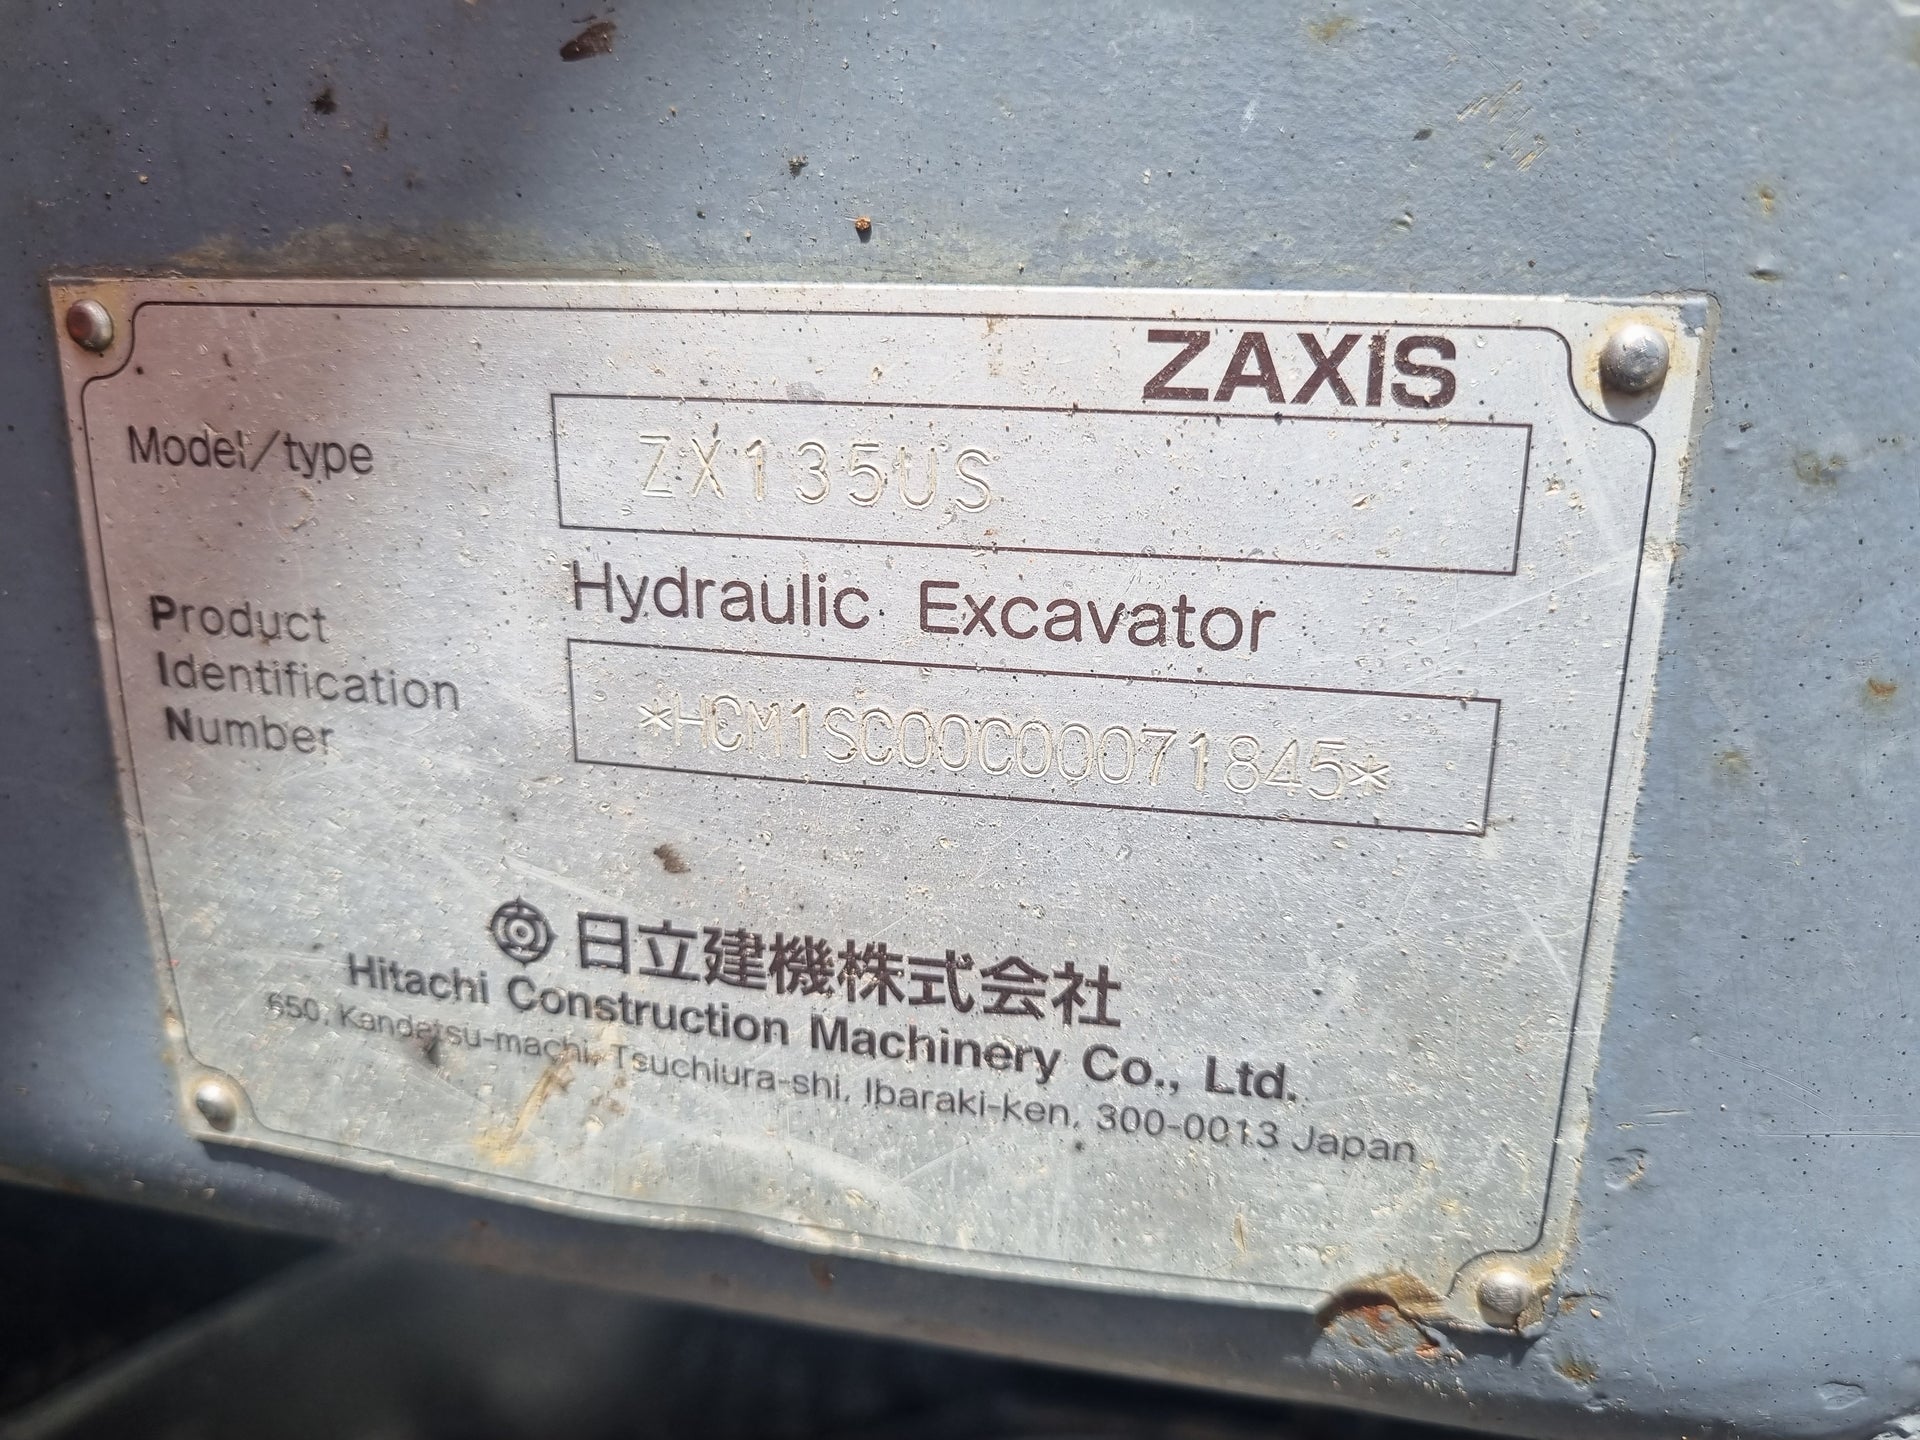 ZAXIS
Model/type
ZX135US
Hydraulic Excavator
Product
Identification
Number
*HCM1SC00C00071845*
日立建機株式会社
Hitachi Construction Machinery Co., Ltd.
650, Kandatsu-machi, Tsuchiura-shi, Ibaraki-ken, 300-0013 Japan